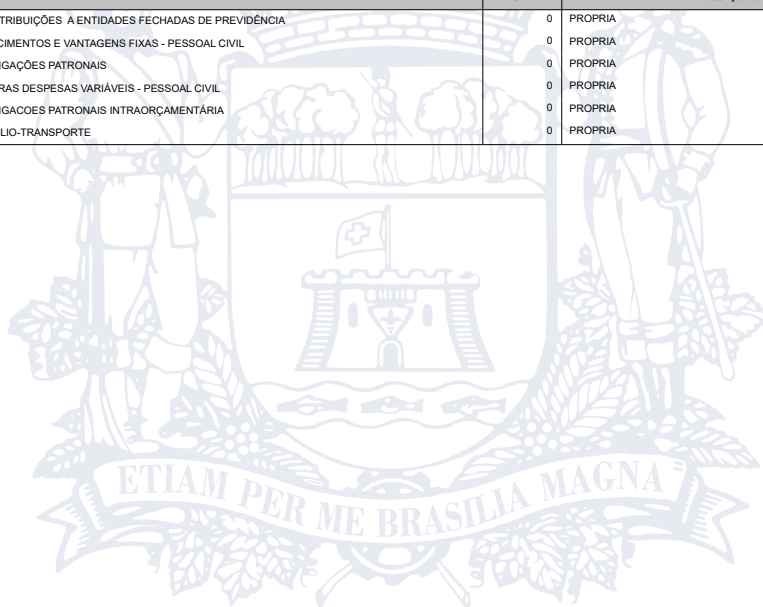 TRIBUIÇÕES A ENTIDADES FECHADAS DE PREVIDÊNCIA 0 PROPRIA
CIMENTOS E VANTAGENS FIXAS - PESSOAL CIVIL 0 PROPRIA
IGAÇÕES PATRONAIS 0 PROPRIA
RAS DESPESAS VARIÁVEIS - PESSOAL CIVIL 0 PROPRIA
IGACOES PATRONAIS INTRAORÇAMENTÁRIA 0 PROPRIA
LIO-TRANSPORTE 0 PROPRIA
ETIAM PER ME BRASILIA MAGNA